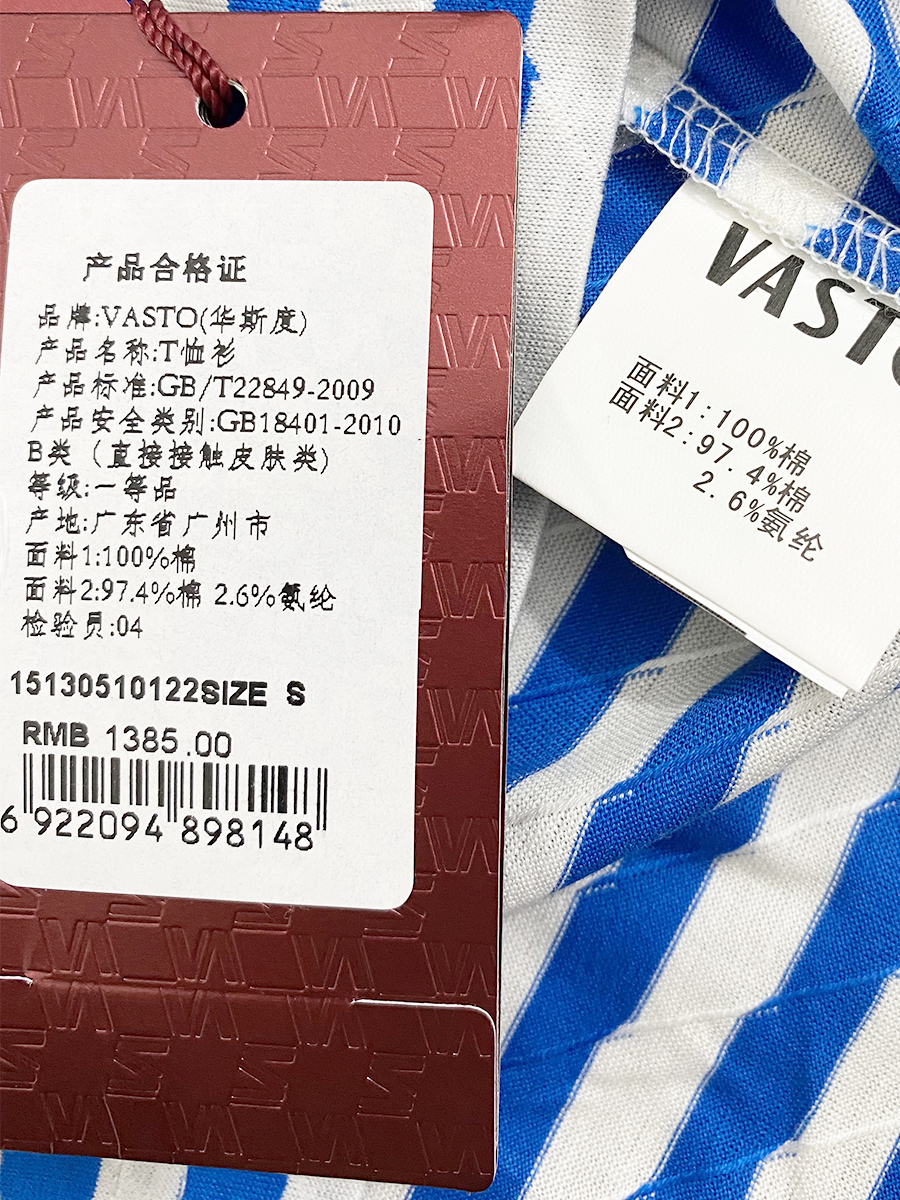 产品合格证
品牌:VASTO(华斯度)
产品名称:T恤衫
产品标准:GB/T22849-2009
产品安全类别:GB18401-2010
B类（直接接触皮肤类）
等级:一等品
产地:广东省广州市
面料1:100%棉
面料2:97.4%棉 2.6%氨纶
检验员:04
15130510122SIZE S
RMB 1385.00
6 922094 898148
VASTO
面料1:100%棉
面料2:97.4%棉
2.6%氨纶